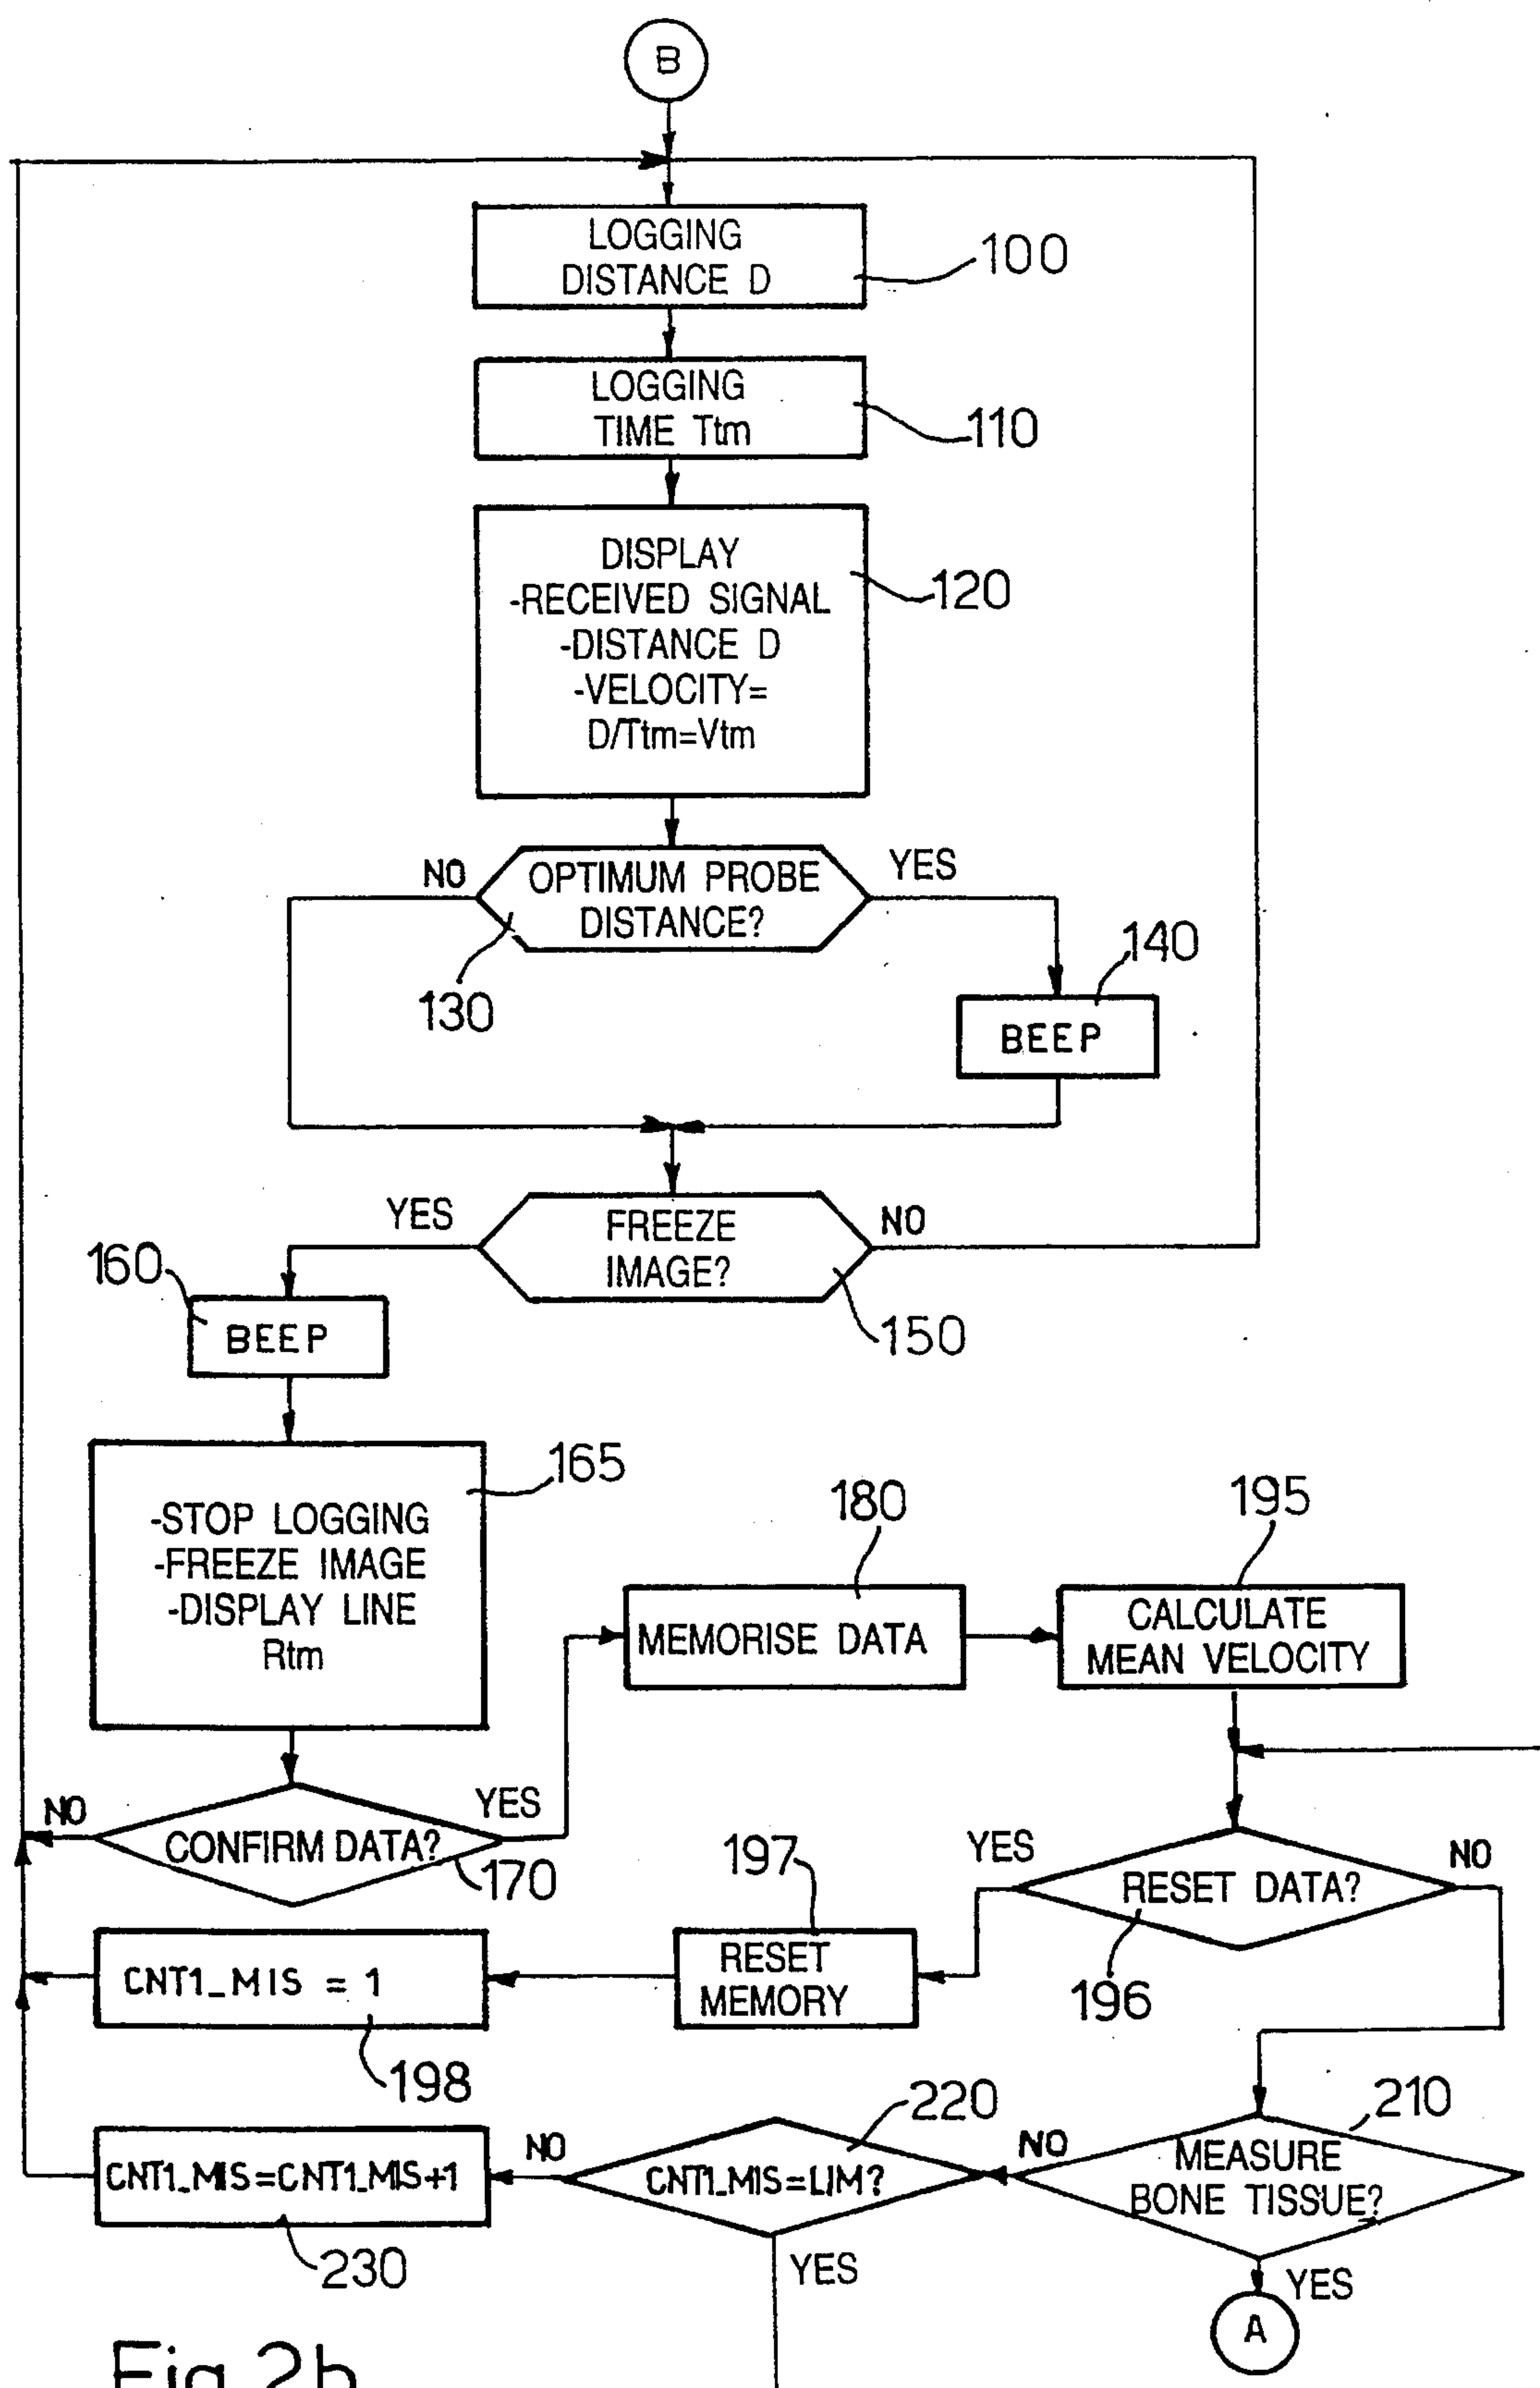 B
LOGGING
DISTANCE D
100
LOGGING
TIME Ttm
110
DISPLAY
-RECEIVED SIGNAL
-DISTANCE D
-VELOCITY=
D/Ttm=Vtm
120
NO
OPTIMUM PROBE
DISTANCE?
YES
130
140
BEEP
YES
FREEZE
IMAGE?
NO
150
160
BEEP
165
-STOP LOGGING
-FREEZE IMAGE
-DISPLAY LINE
Rtm
180
MEMORISE DATA
195
CALCULATE
MEAN VELOCITY
NO
CONFIRM DATA?
YES
170
YES
RESET DATA?
NO
196
197
RESET
MEMORY
CNT1_MIS = 1
198
210
MEASURE
BONE TISSUE?
NO
220
CNT1_MIS=LIM?
NO
CNT1_MIS=CNT1_MIS+1
230
YES
YES
A
Fig.2b